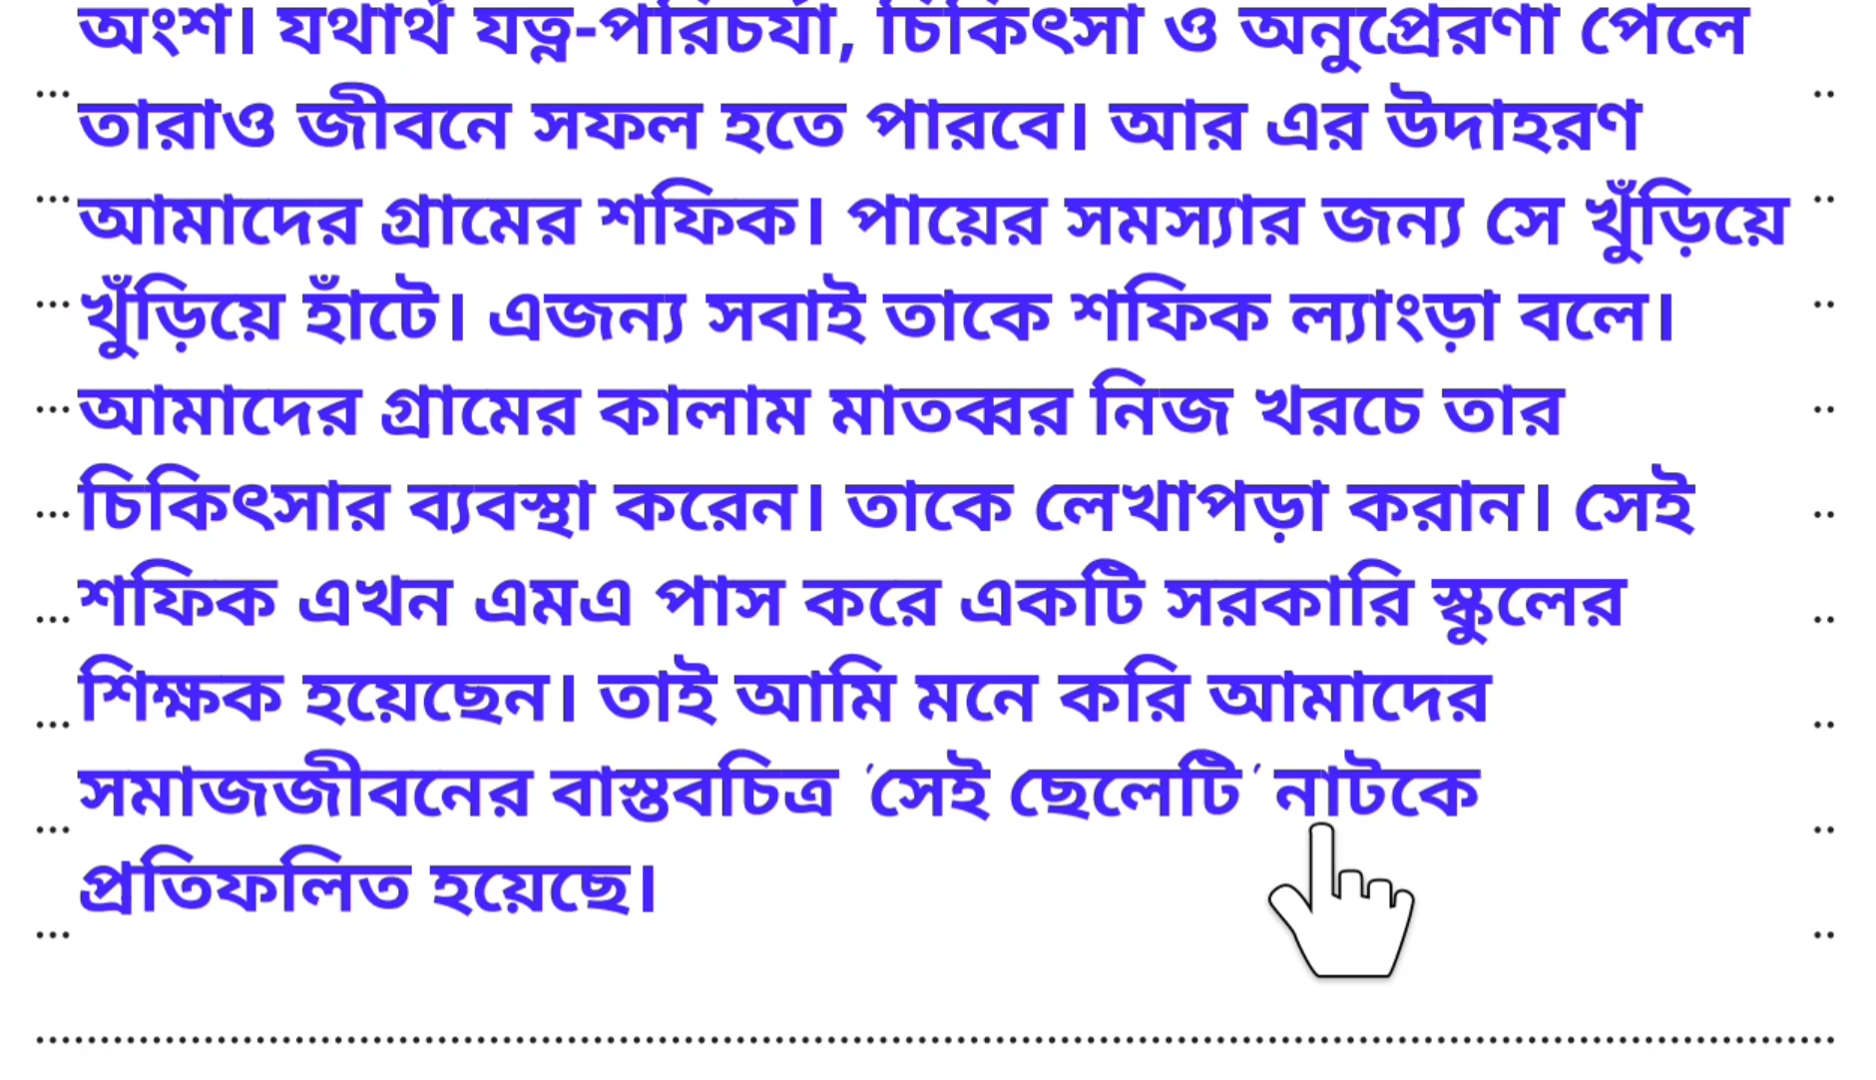 অংশ। যথার্থ যত্ন-পরিচর্যা, চিকিৎসা ও অনুপ্রেরণা পেলে
তারাও জীবনে সফল হতে পারবে। আর এর উদাহরণ
আমাদের গ্রামের শফিক। পায়ের সমস্যার জন্য সে খুঁড়িয়ে
খুঁড়িয়ে হাঁটে। এজন্য সবাই তাকে শফিক ল্যাংড়া বলে।
আমাদের গ্রামের কালাম মাতব্বর নিজ খরচে তার
চিকিৎসার ব্যবস্থা করেন। তাকে লেখাপড়া করান। সেই
শফিক এখন এমএ পাস করে একটি সরকারি স্কুলের
শিক্ষক হয়েছেন। তাই আমি মনে করি আমাদের
সমাজজীবনের বাস্তবচিত্র ‘সেই ছেলেটি’ নাটকে
প্রতিফলিত হয়েছে।